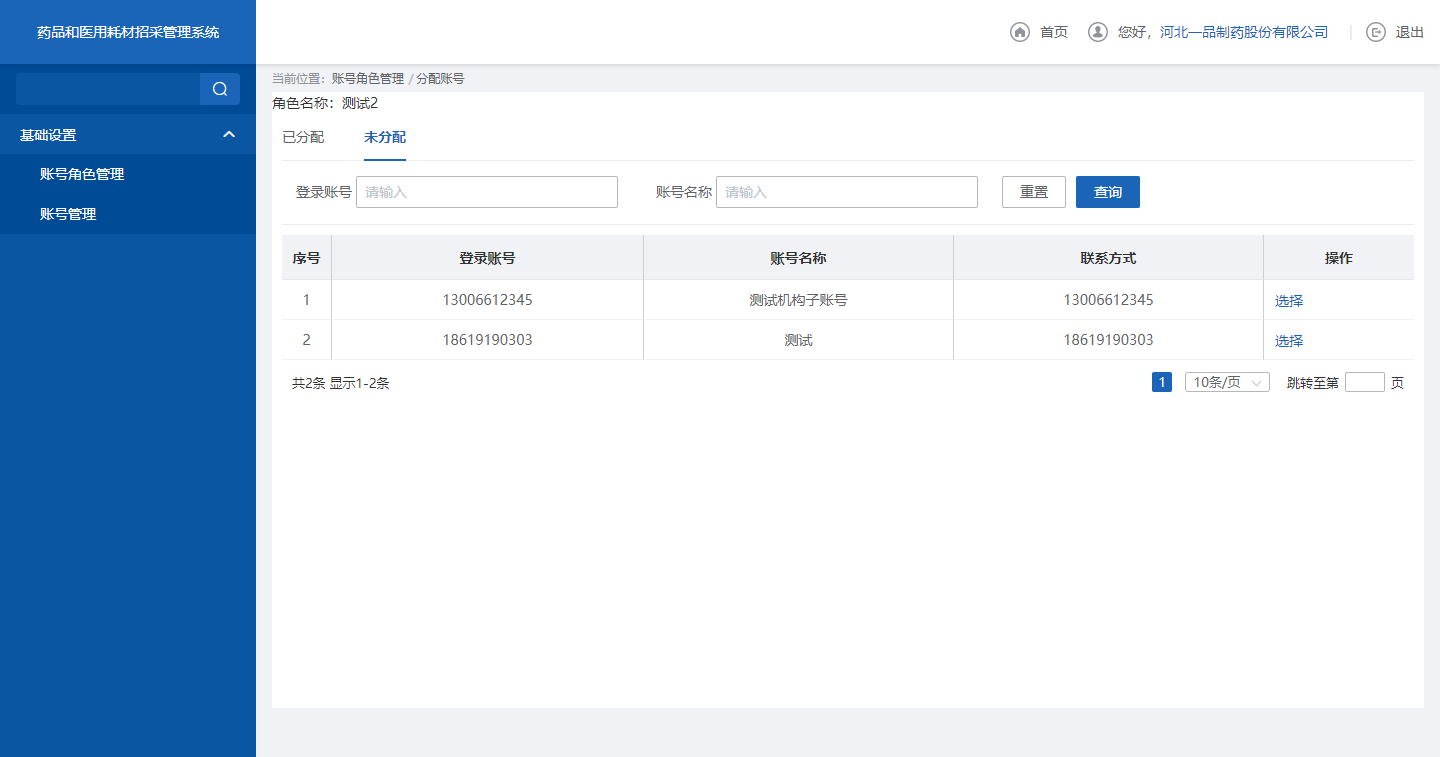 药品和医用耗材招采管理系统
首页 您好，河北一品制药股份有限公司 退出
基础设置
账号角色管理
账号管理
当前位置：账号角色管理 / 分配账号
角色名称：测试2
已分配 未分配
登录账号 请输入 账号名称 请输入 重置 查询
序号 登录账号 账号名称 联系方式 操作
1 13006612345 测试机构子账号 13006612345 选择
2 18619190303 测试 18619190303 选择
共2条 显示1-2条 1 10条/页 跳转至第 页